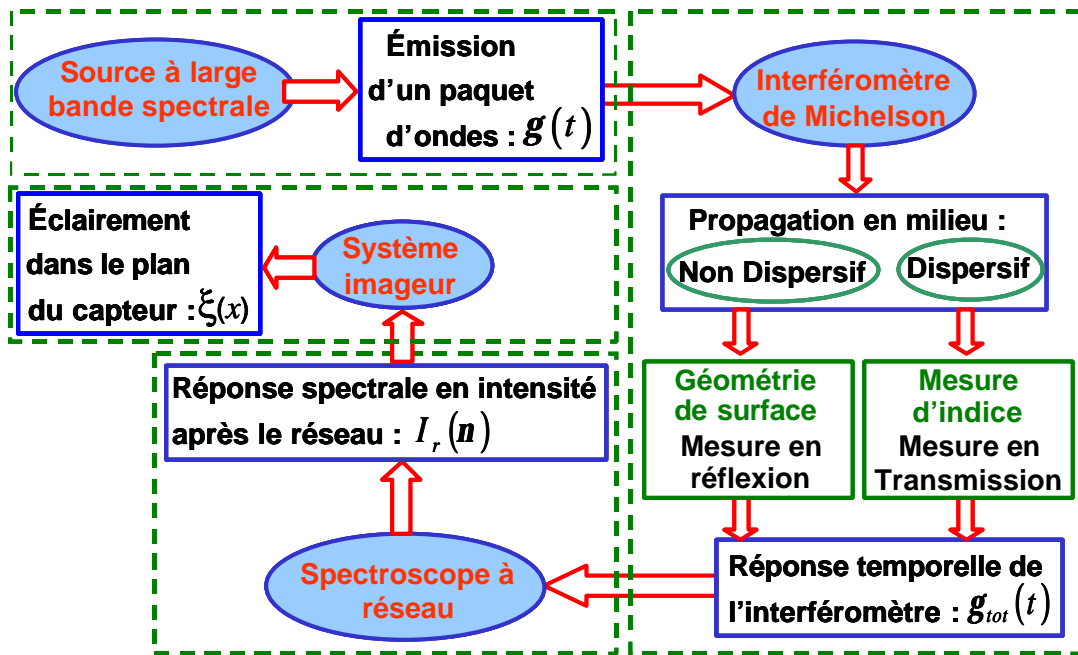 Source à large
bande spectrale
Émission
d’un paquet
d’ondes : g(t)
Interféromètre
de Michelson
Propagation en milieu :
Non Dispersif
Dispersif
Géométrie
de surface
Mesure en
réflexion
Mesure
d’indice
Mesure en
Transmission
Réponse temporelle de
l’interféromètre : g_tot(t)
Spectroscope à
réseau
Réponse spectrale en intensité
après le réseau : I_r(n)
Système
imageur
Éclairement
dans le plan
du capteur : ξ(x)